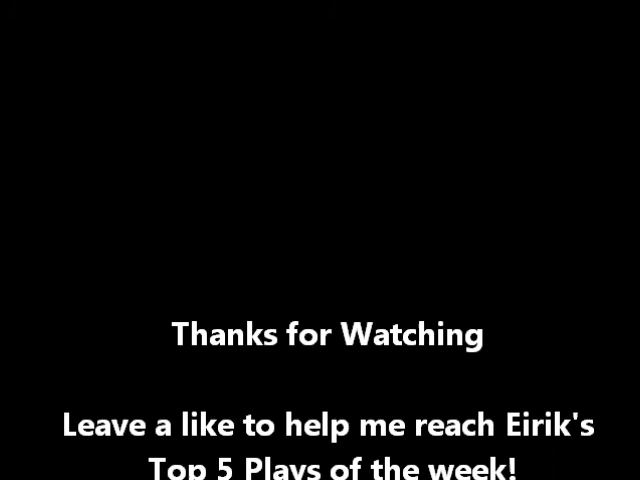 Thanks for Watching
Leave a like to help me reach Eirik's
Top 5 Plays of the week!